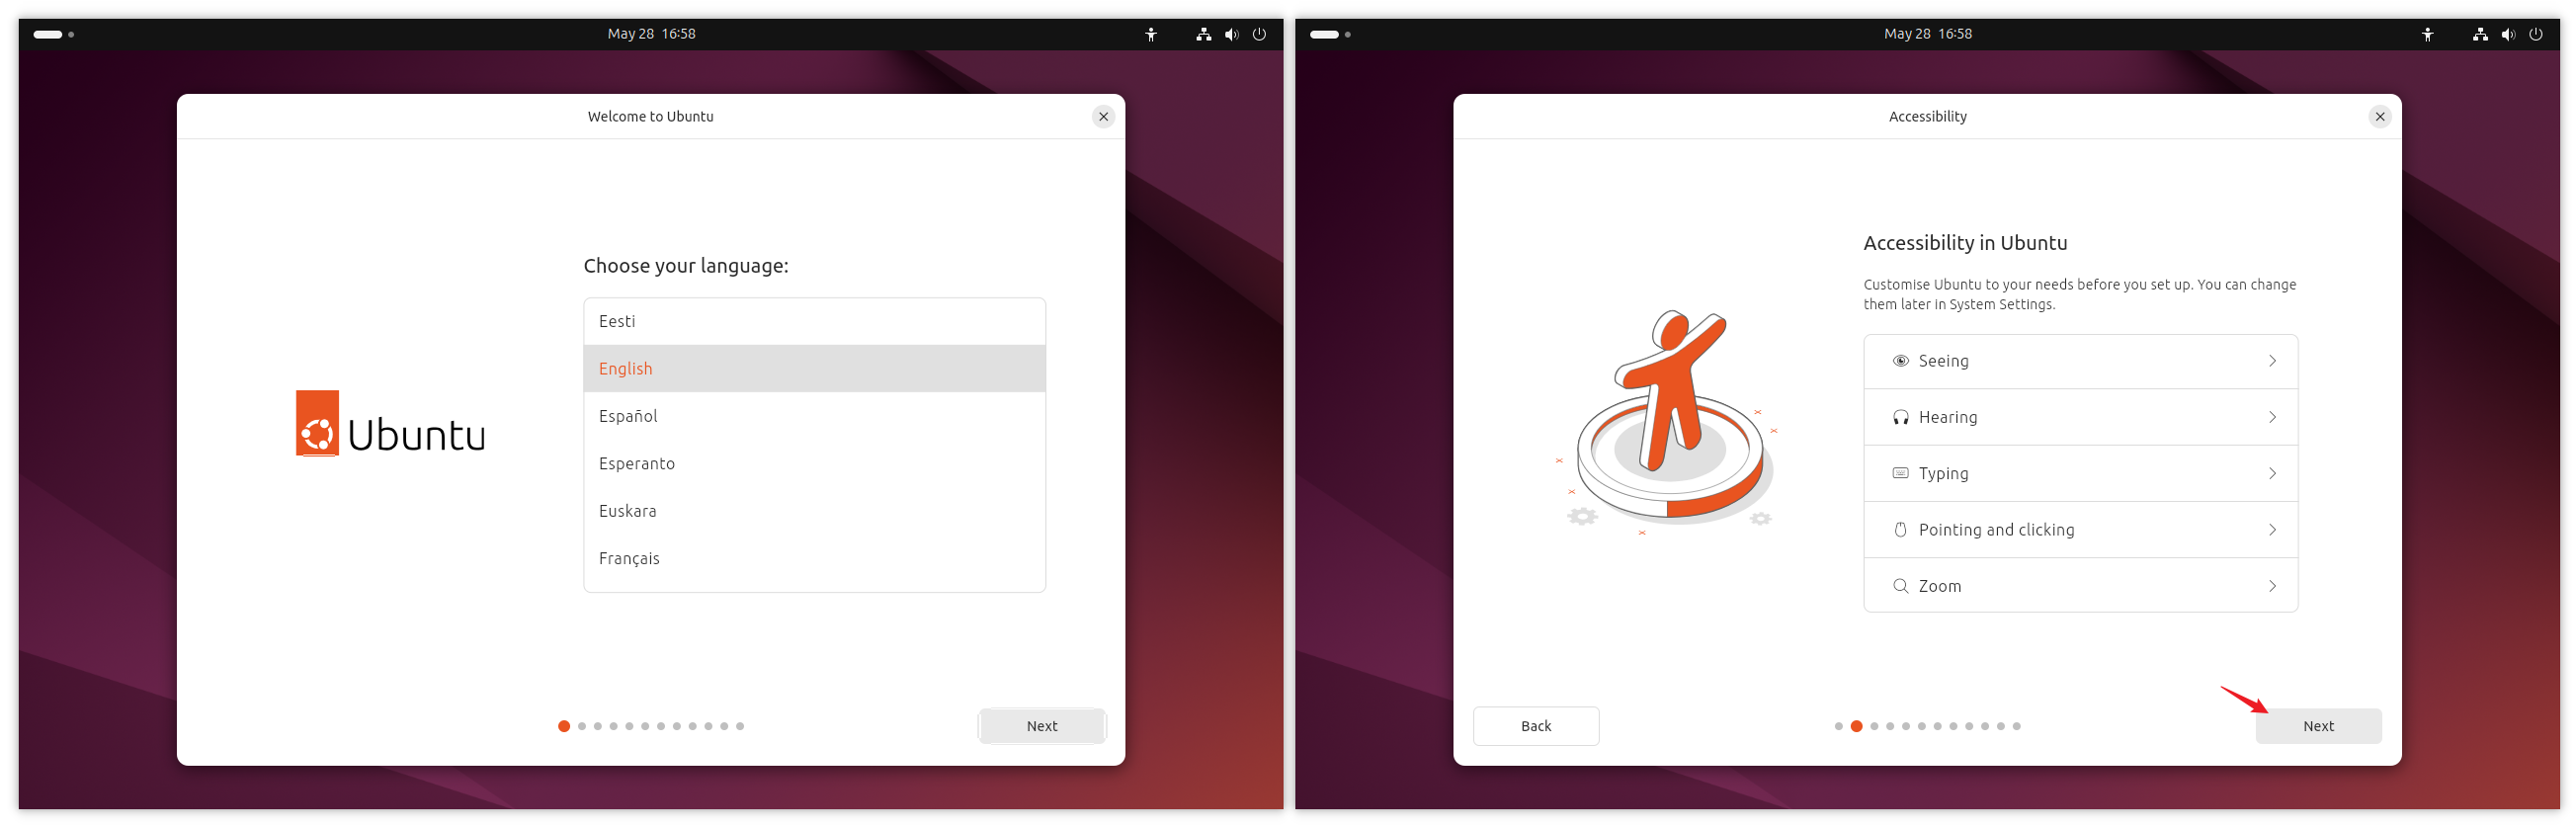 May 28 16:58
Welcome to Ubuntu
Choose your language:
Eesti
English
Español
Esperanto
Euskara
Français
Ubuntu
Next
May 28 16:58
Accessibility
Accessibility in Ubuntu
Customise Ubuntu to your needs before you set up. You can change
them later in System Settings.
Seeing
Hearing
Typing
Pointing and clicking
Zoom
Back
Next